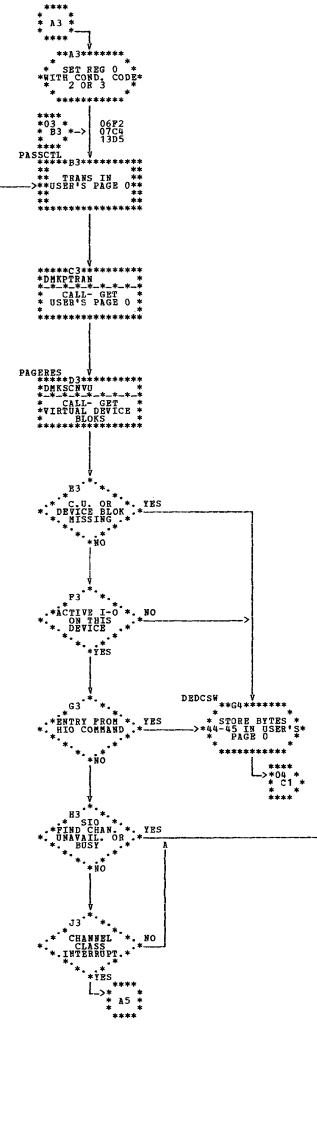 ****
* A3 *
****
**A3*******
* SET REG 0 *
*WITH COND. CODE*
* 2 OR 3 *
***********
****
*03 *
* B3 *->
****
06F2
07C4
13D5
PASSCTL
*****B3**********
** TRANS IN **
**USER'S PAGE 0**
*****************
*****C3**********
*DMKPTRAN *
*-*-*-*-*-*-*-*-*
* CALL- GET *
* USER'S PAGE 0 *
*****************
PAGERES
*****D3**********
*DMKSCNVU *
*-*-*-*-*-*-*-*-*
* CALL- GET *
*VIRTUAL DEVICE *
* BLOKS *
*****************
E3
C.U. OR
DEVICE BLOK
MISSING
YES
*NO
F3
*ACTIVE I-O
ON THIS
DEVICE
NO
*YES
G3
*ENTRY FROM
HIO COMMAND
YES
*NO
DEDCSW
**G4*******
* STORE BYTES *
*44-45 IN USER'S*
* PAGE 0 *
***********
****
*04 *
* C1 *
****
H3
SIO
*FIND CHAN.
UNAVAIL. OR
BUSY
YES
*NO
J3
CHANNEL
CLASS
INTERRUPT
NO
*YES
****
* A5 *
****